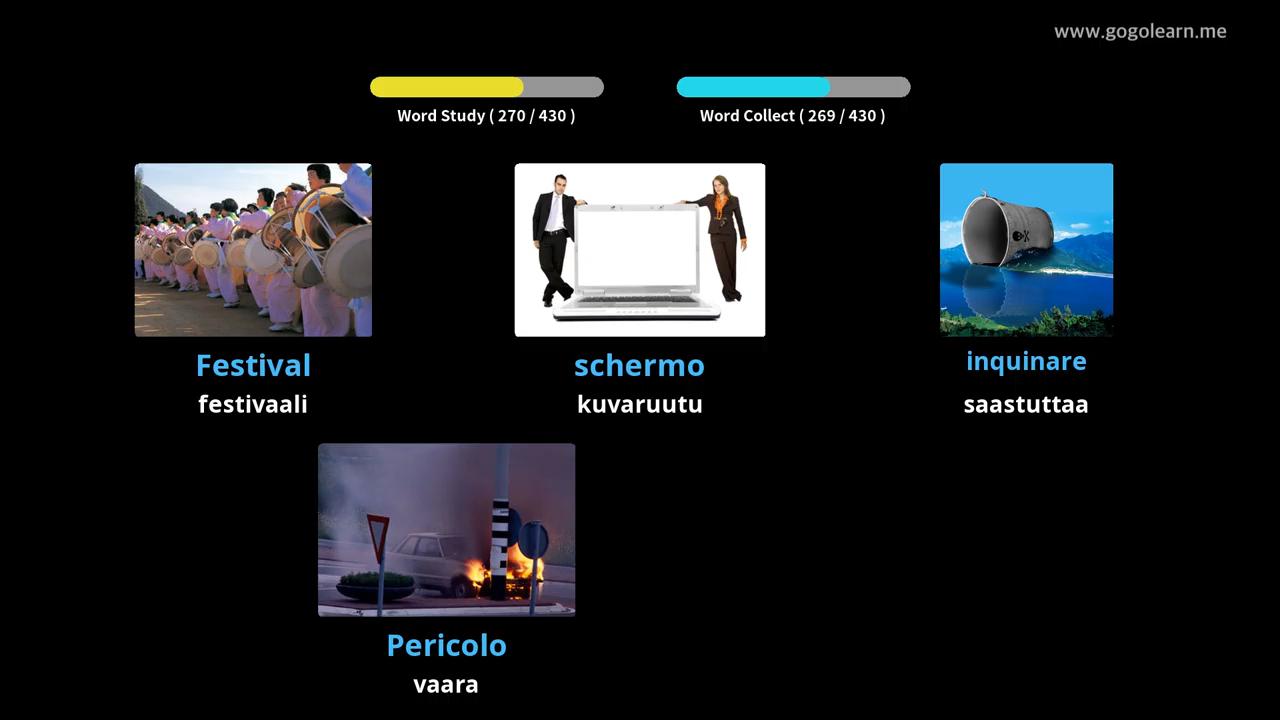 www.gogolearn.me
Word Study ( 270 / 430 )
Word Collect ( 269 / 430 )
Festival
festivaali
schermo
kuvaruutu
inquinare
saastuttaa
Pericolo
vaara